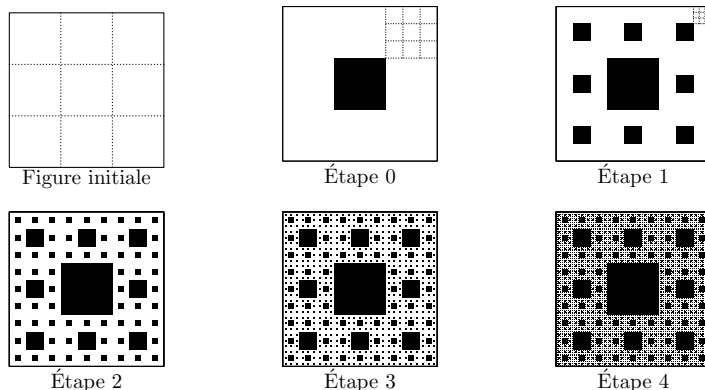 Figure initiale
Étape 0
Étape 1
Étape 2
Étape 3
Étape 4